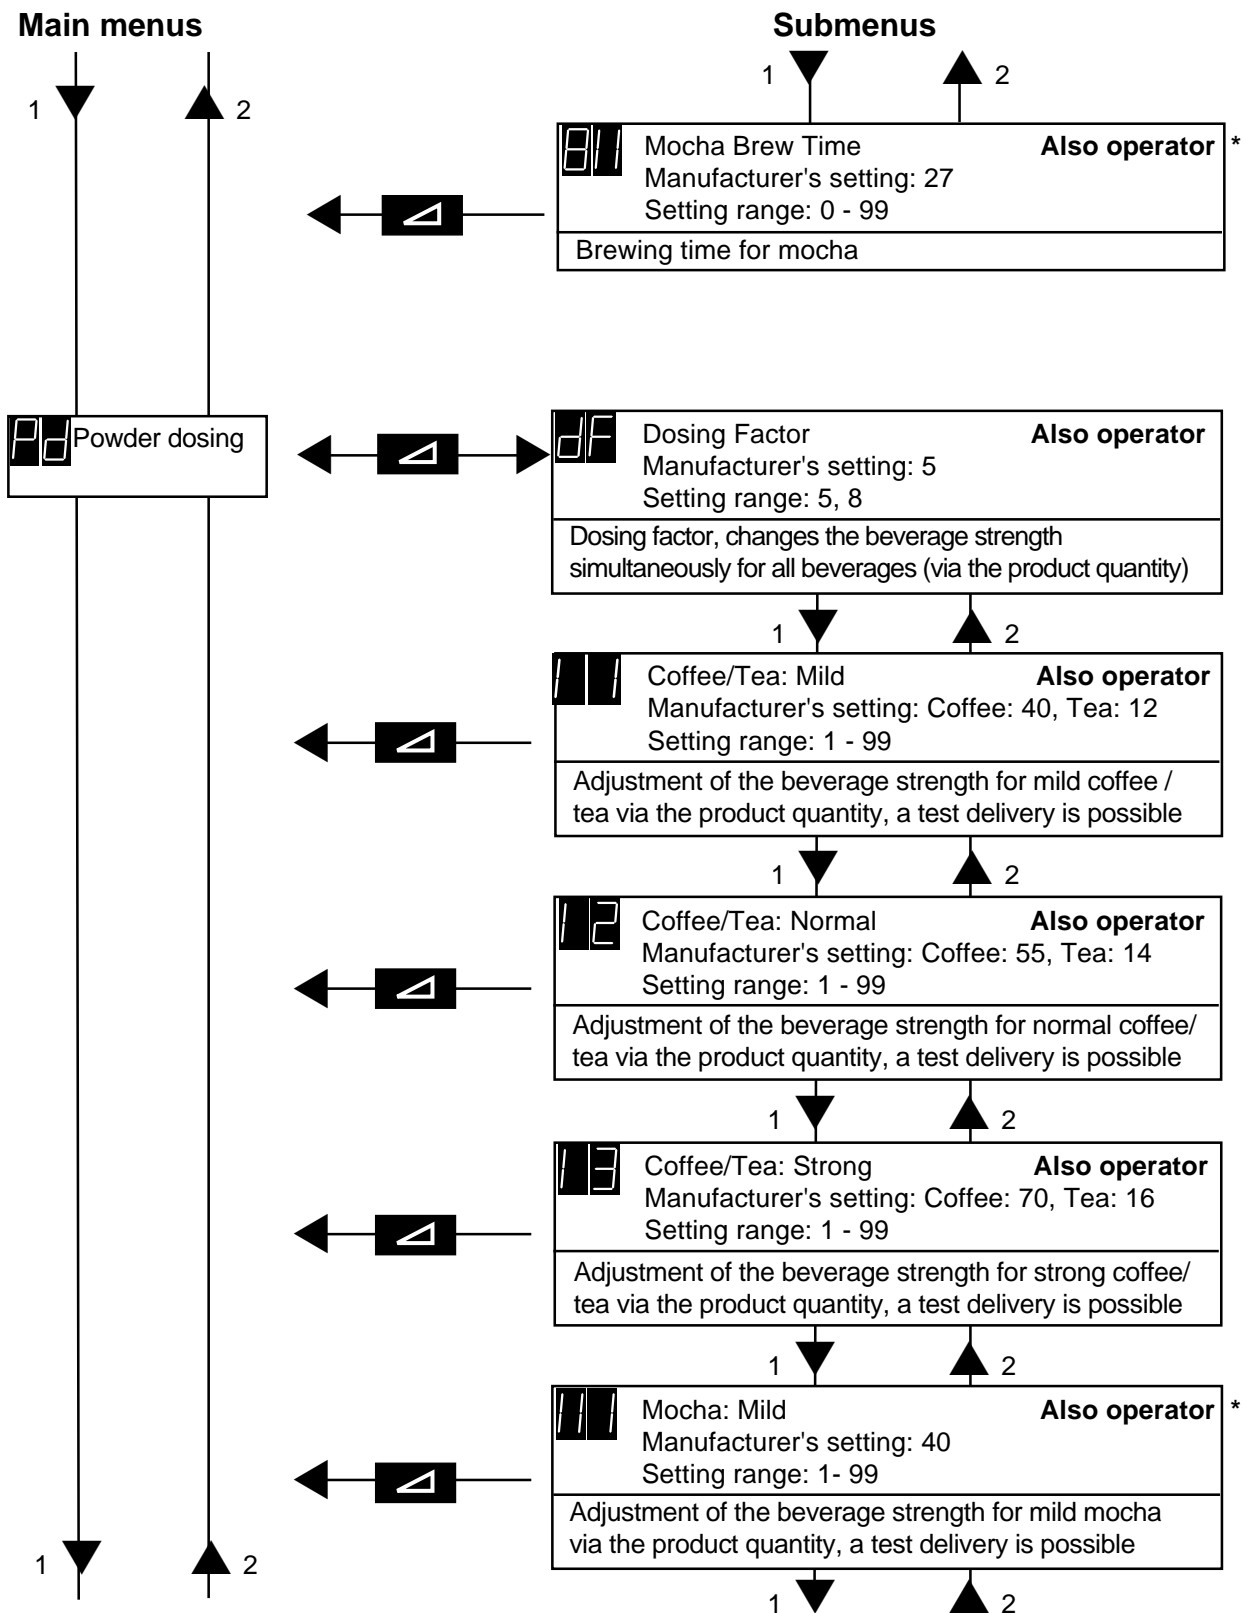 Main menus
Submenus
1
2
1
2
Mocha Brew Time Also operator *
Manufacturer's setting: 27
Setting range: 0 - 99
Brewing time for mocha
Pd Powder dosing
dF Dosing Factor Also operator
Manufacturer's setting: 5
Setting range: 5, 8
Dosing factor, changes the beverage strength
simultaneously for all beverages (via the product quantity)
1
2
11 Coffee/Tea: Mild Also operator
Manufacturer's setting: Coffee: 40, Tea: 12
Setting range: 1 - 99
Adjustment of the beverage strength for mild coffee /
tea via the product quantity, a test delivery is possible
1
2
12 Coffee/Tea: Normal Also operator
Manufacturer's setting: Coffee: 55, Tea: 14
Setting range: 1 - 99
Adjustment of the beverage strength for normal coffee/
tea via the product quantity, a test delivery is possible
1
2
13 Coffee/Tea: Strong Also operator
Manufacturer's setting: Coffee: 70, Tea: 16
Setting range: 1 - 99
Adjustment of the beverage strength for strong coffee/
tea via the product quantity, a test delivery is possible
1
2
Mocha: Mild Also operator *
Manufacturer's setting: 40
Setting range: 1- 99
Adjustment of the beverage strength for mild mocha
via the product quantity, a test delivery is possible
1
2
1
2